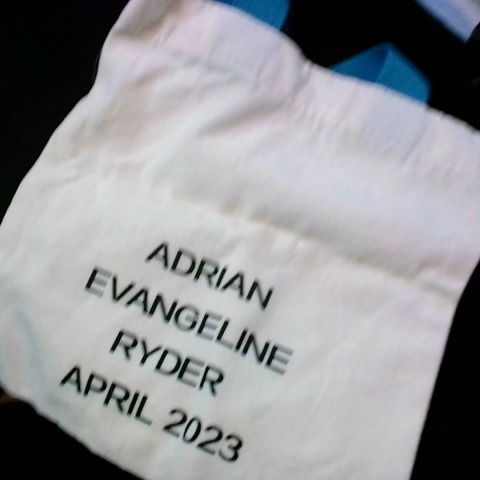 ADRIAN
EVANGELINE
RYDER
APRIL 2023